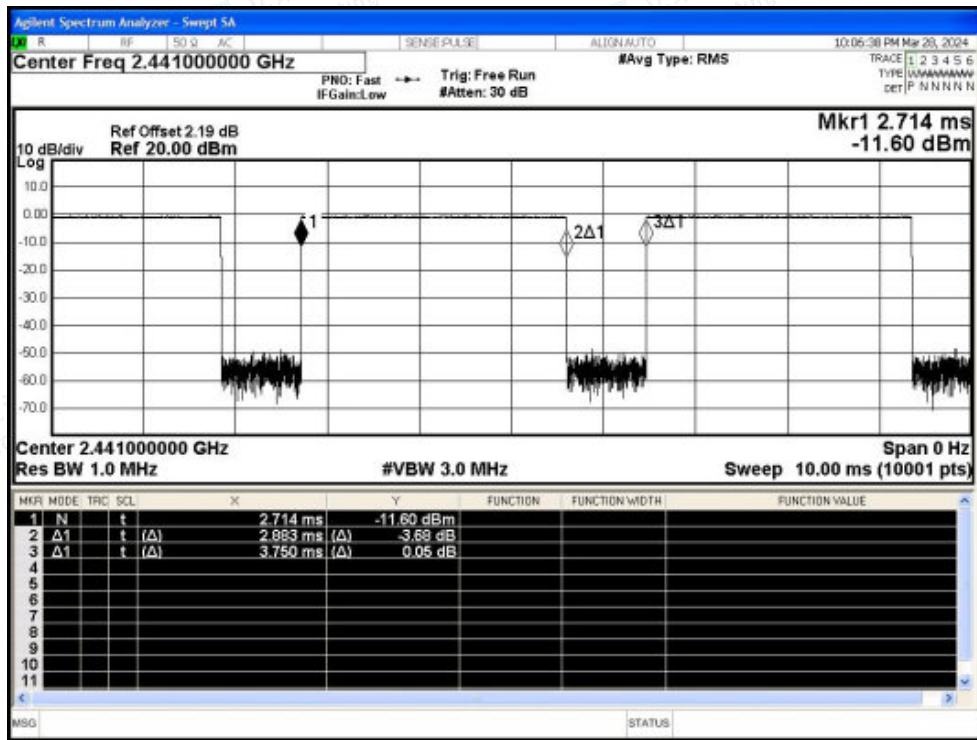 Agilent Spectrum Analyzer - Swept SA
R RF 50 Ω AC SENSE:PULSE ALIGN AUTO 10:06:38 PM Mar 28, 2024
Center Freq 2.441000000 GHz #Avg Type: RMS TRACE 1 2 3 4 5 6
PNO: Fast Trig: Free Run TYPE
IFGain:Low #Atten: 30 dB DET P N N N N N
Mkr1 2.714 ms
Ref Offset 2.19 dB
10 dB/div Ref 20.00 dBm -11.60 dBm
Log
10.0
0.00
1
2Δ1
3Δ1
-10.0
-20.0
-30.0
-40.0
-50.0
-60.0
-70.0
Center 2.441000000 GHz Span 0 Hz
Res BW 1.0 MHz #VBW 3.0 MHz Sweep 10.00 ms (10001 pts)
MKR MODE TRC SCL X Y FUNCTION FUNCTION WIDTH FUNCTION VALUE
1 N t 2.714 ms -11.60 dBm
2 Δ1 t (Δ) 2.883 ms (Δ) -3.68 dB
3 Δ1 t (Δ) 3.750 ms (Δ) 0.05 dB
4
5
6
7
8
9
10
11
MSG STATUS